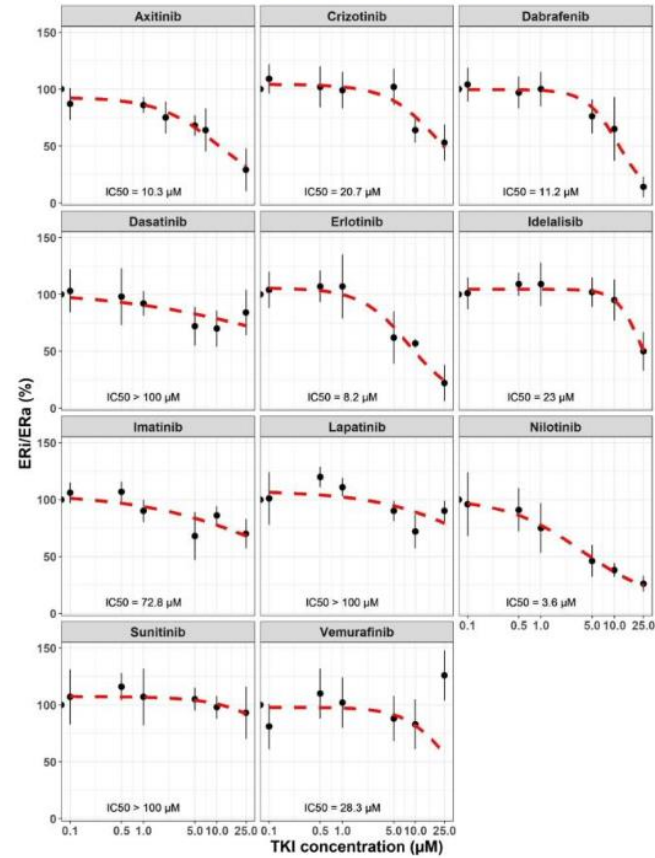 Axitinib Crizotinib Dabrafenib
150
100
50
0
IC50 = 10.3 µM IC50 = 20.7 µM IC50 = 11.2 µM
Dasatinib Erlotinib Idelalisib
150
100
50
0
IC50 > 100 µM IC50 = 8.2 µM IC50 = 23 µM
Imatinib Lapatinib Nilotinib
150
100
50
0
IC50 = 72.8 µM IC50 > 100 µM IC50 = 3.6 µM
0.1 0.5 1.0 5.0 10.0 25.0
Sunitinib Vemurafinib
150
100
50
0
IC50 > 100 µM IC50 = 28.3 µM
0.1 0.5 1.0 5.0 10.0 25.0 0.1 0.5 1.0 5.0 10.0 25.0
TKI concentration (µM)
ERi/ERa (%)